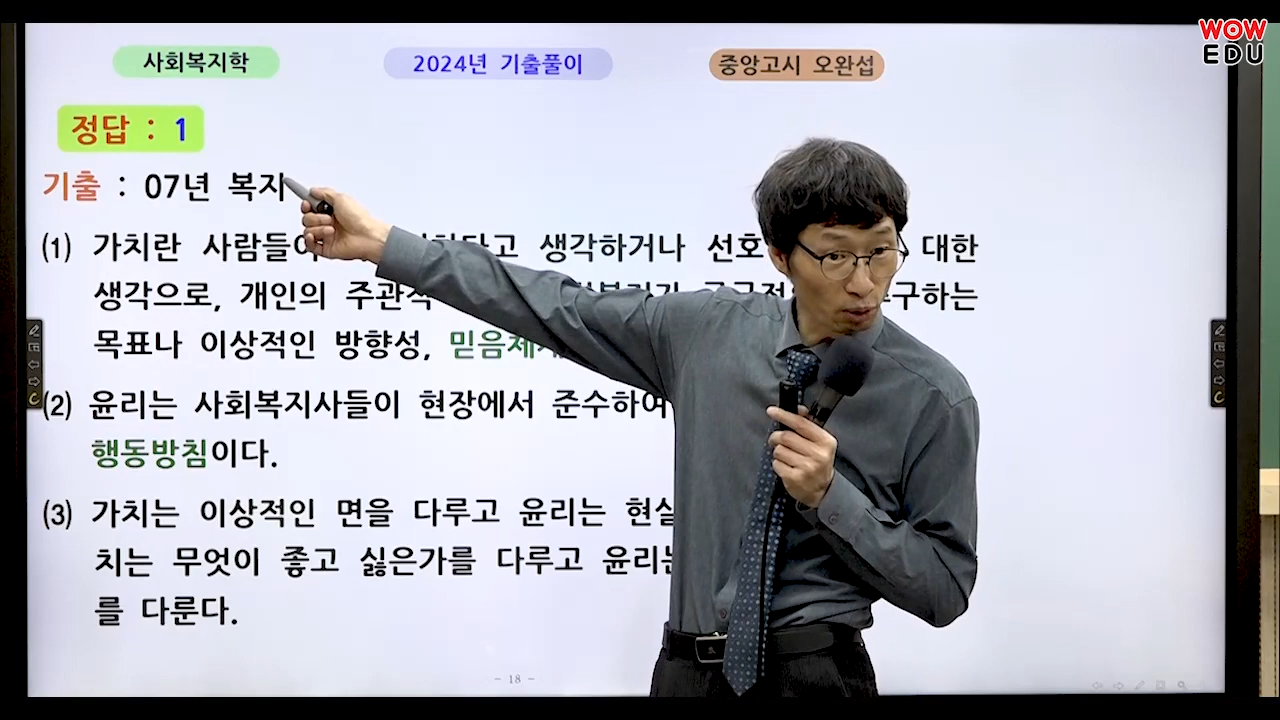 WOW
EDU
사회복지학
2024년 기출풀이
중앙고시 오완섭
정답 : 1
기출 : 07년 복지
(1) 가치란 사람들이 생각하거나 선호 대한
생각으로, 개인의 주관적 추구하는
목표나 이상적인 방향성, 믿음체계
(2) 윤리는 사회복지사들이 현장에서 준수하여
행동방침이다.
(3) 가치는 이상적인 면을 다루고 윤리는
치는 무엇이 좋고 싫은가를 다루고 윤리는
를 다룬다.
- 18 -